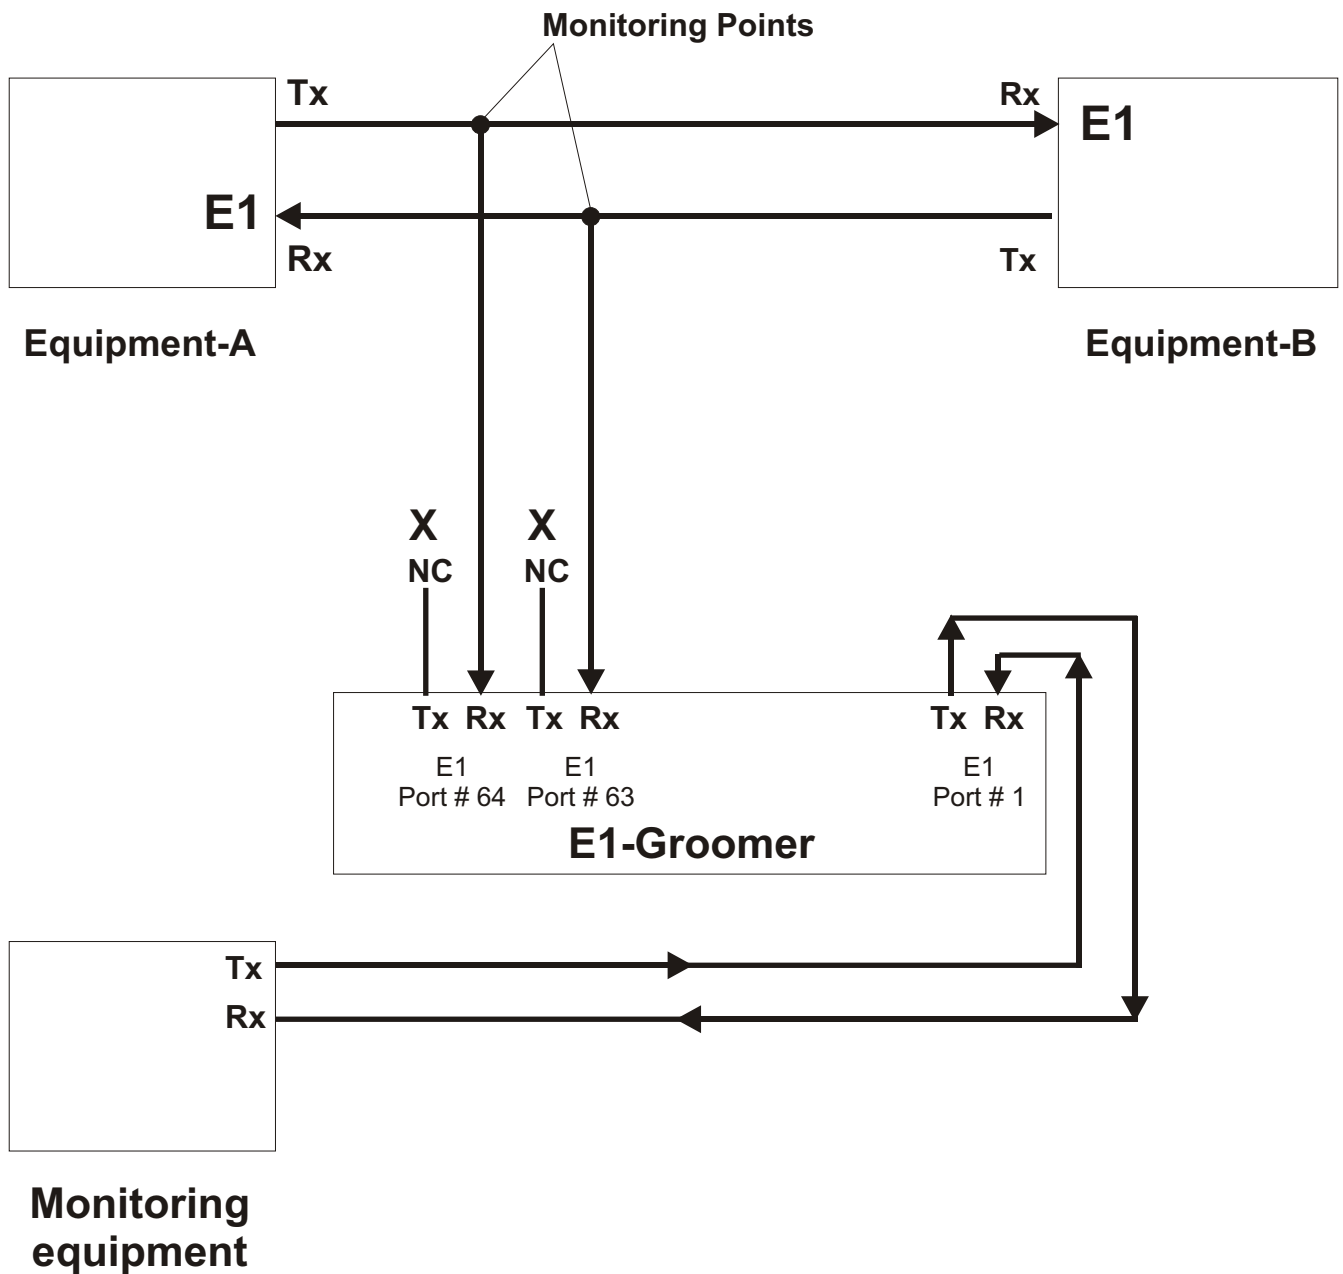 Monitoring Points
Tx
Rx
E1
E1
Rx
Tx
Equipment-A
Equipment-B
X
X
NC
NC
Tx Rx Tx Rx
Tx Rx
E1
E1
E1
Port # 64
Port # 63
Port # 1
E1-Groomer
Tx
Rx
Monitoring
equipment